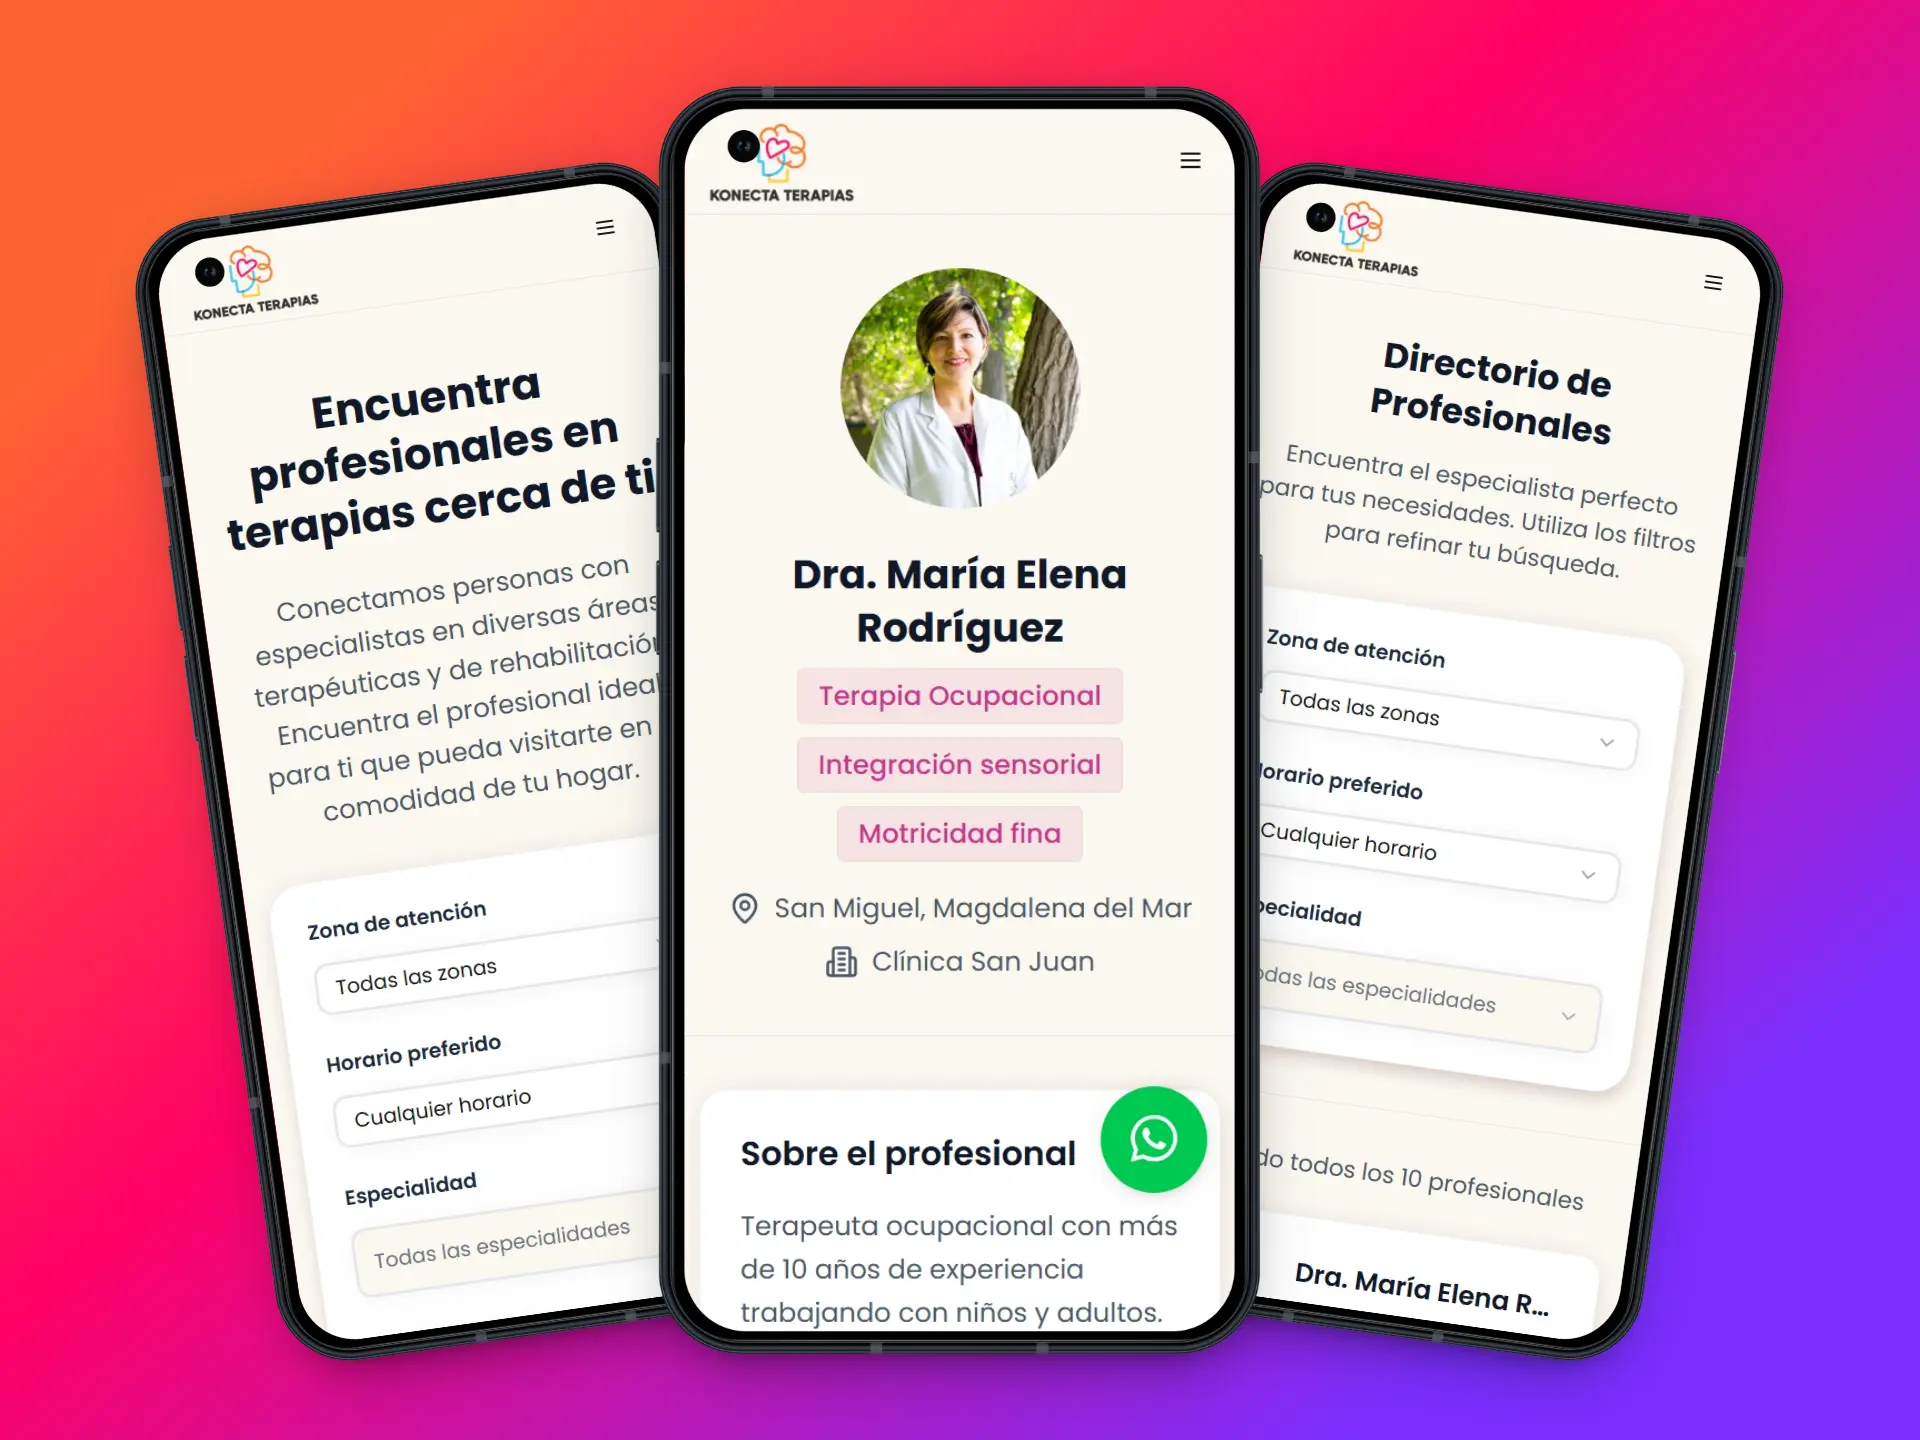 KONECTA TERAPIAS
Encuentra
profesionales en
terapias cerca de ti
Conectamos personas con
especialistas en diversas áreas
terapéuticas y de rehabilitación
Encuentra el profesional ideal
para ti que pueda visitarte en
comodidad de tu hogar.
Zona de atención
Todas las zonas
Horario preferido
Cualquier horario
Especialidad
Todas las especialidades
KONECTA TERAPIAS
Dra. María Elena
Rodríguez
Terapia Ocupacional
Integración sensorial
Motricidad fina
San Miguel, Magdalena del Mar
Clínica San Juan
Sobre el profesional
Terapeuta ocupacional con más
de 10 años de experiencia
trabajando con niños y adultos.
KONECTA TERAPIAS
Directorio de
Profesionales
Encuentra el especialista perfecto
para tus necesidades. Utiliza los filtros
para refinar tu búsqueda.
Zona de atención
Todas las zonas
Horario preferido
Cualquier horario
pecialidad
odas las especialidades
do todos los 10 profesionales
Dra. María Elena R...